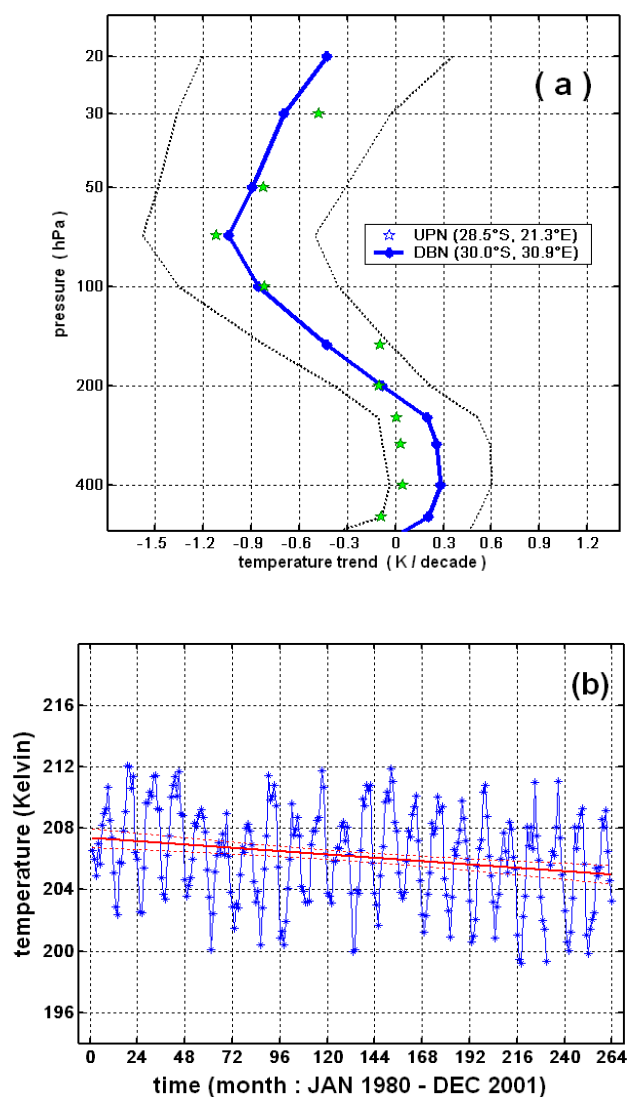 20
( a )
30
50
UPN (28.5°S, 21.3°E)
DBN (30.0°S, 30.9°E)
pressure ( hPa )
100
200
400
-1.5 -1.2 -0.9 -0.6 -0.3 0 0.3 0.6 0.9 1.2
temperature trend ( K / decade )
(b)
216
212
208
204
200
196
temperature (Kelvin)
0 24 48 72 96 120 144 168 192 216 240 264
time (month : JAN 1980 - DEC 2001)